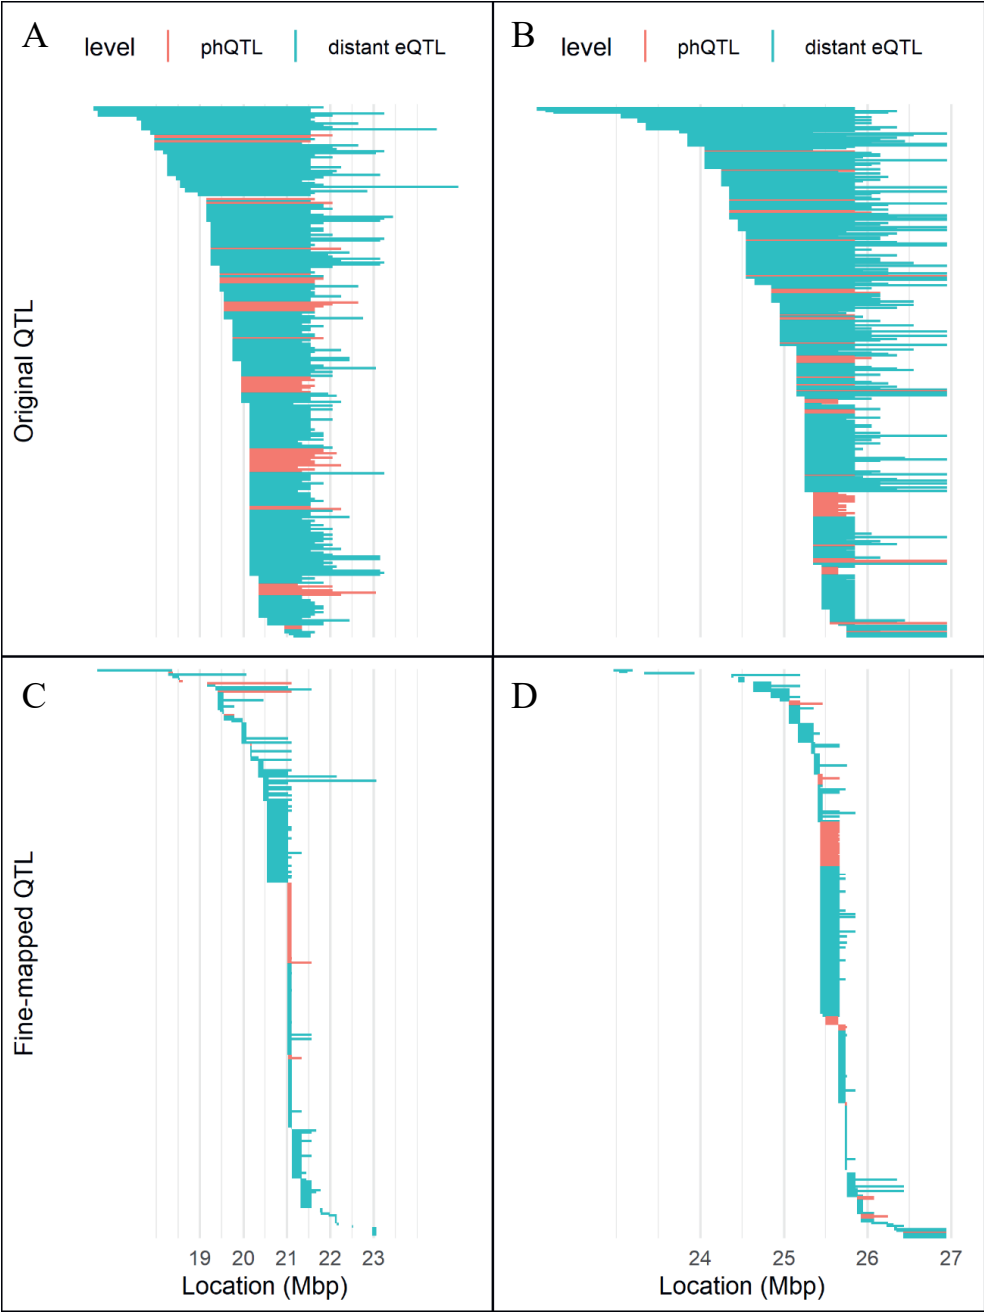 A level phQTL distant eQTL
B level phQTL distant eQTL
Original QTL
C
D
Fine-mapped QTL
19 20 21 22 23
24 25 26 27
Location (Mbp)
Location (Mbp)